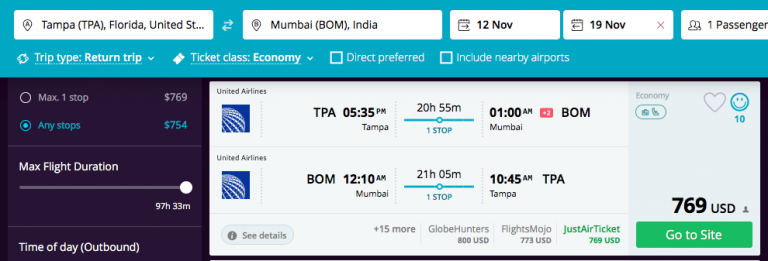 Tampa (TPA), Florida, United St... Mumbai (BOM), India 12 Nov 19 Nov × 1 Passenger
Trip type: Return trip Ticket class: Economy Direct preferred Include nearby airports
Max. 1 stop $769
Any stops $754
Max Flight Duration
97h 33m
Time of day (Outbound)
United Airlines
TPA 05:35 PM 20h 55m 01:00 AM +2 BOM
Tampa 1 STOP Mumbai
United Airlines
BOM 12:10 AM 21h 05m 10:45 AM TPA
Mumbai 1 STOP Tampa
See details +15 more GlobeHunters FlightsMojo JustAirTicket
800 USD 773 USD 769 USD
Economy
10
769 USD
Go to Site